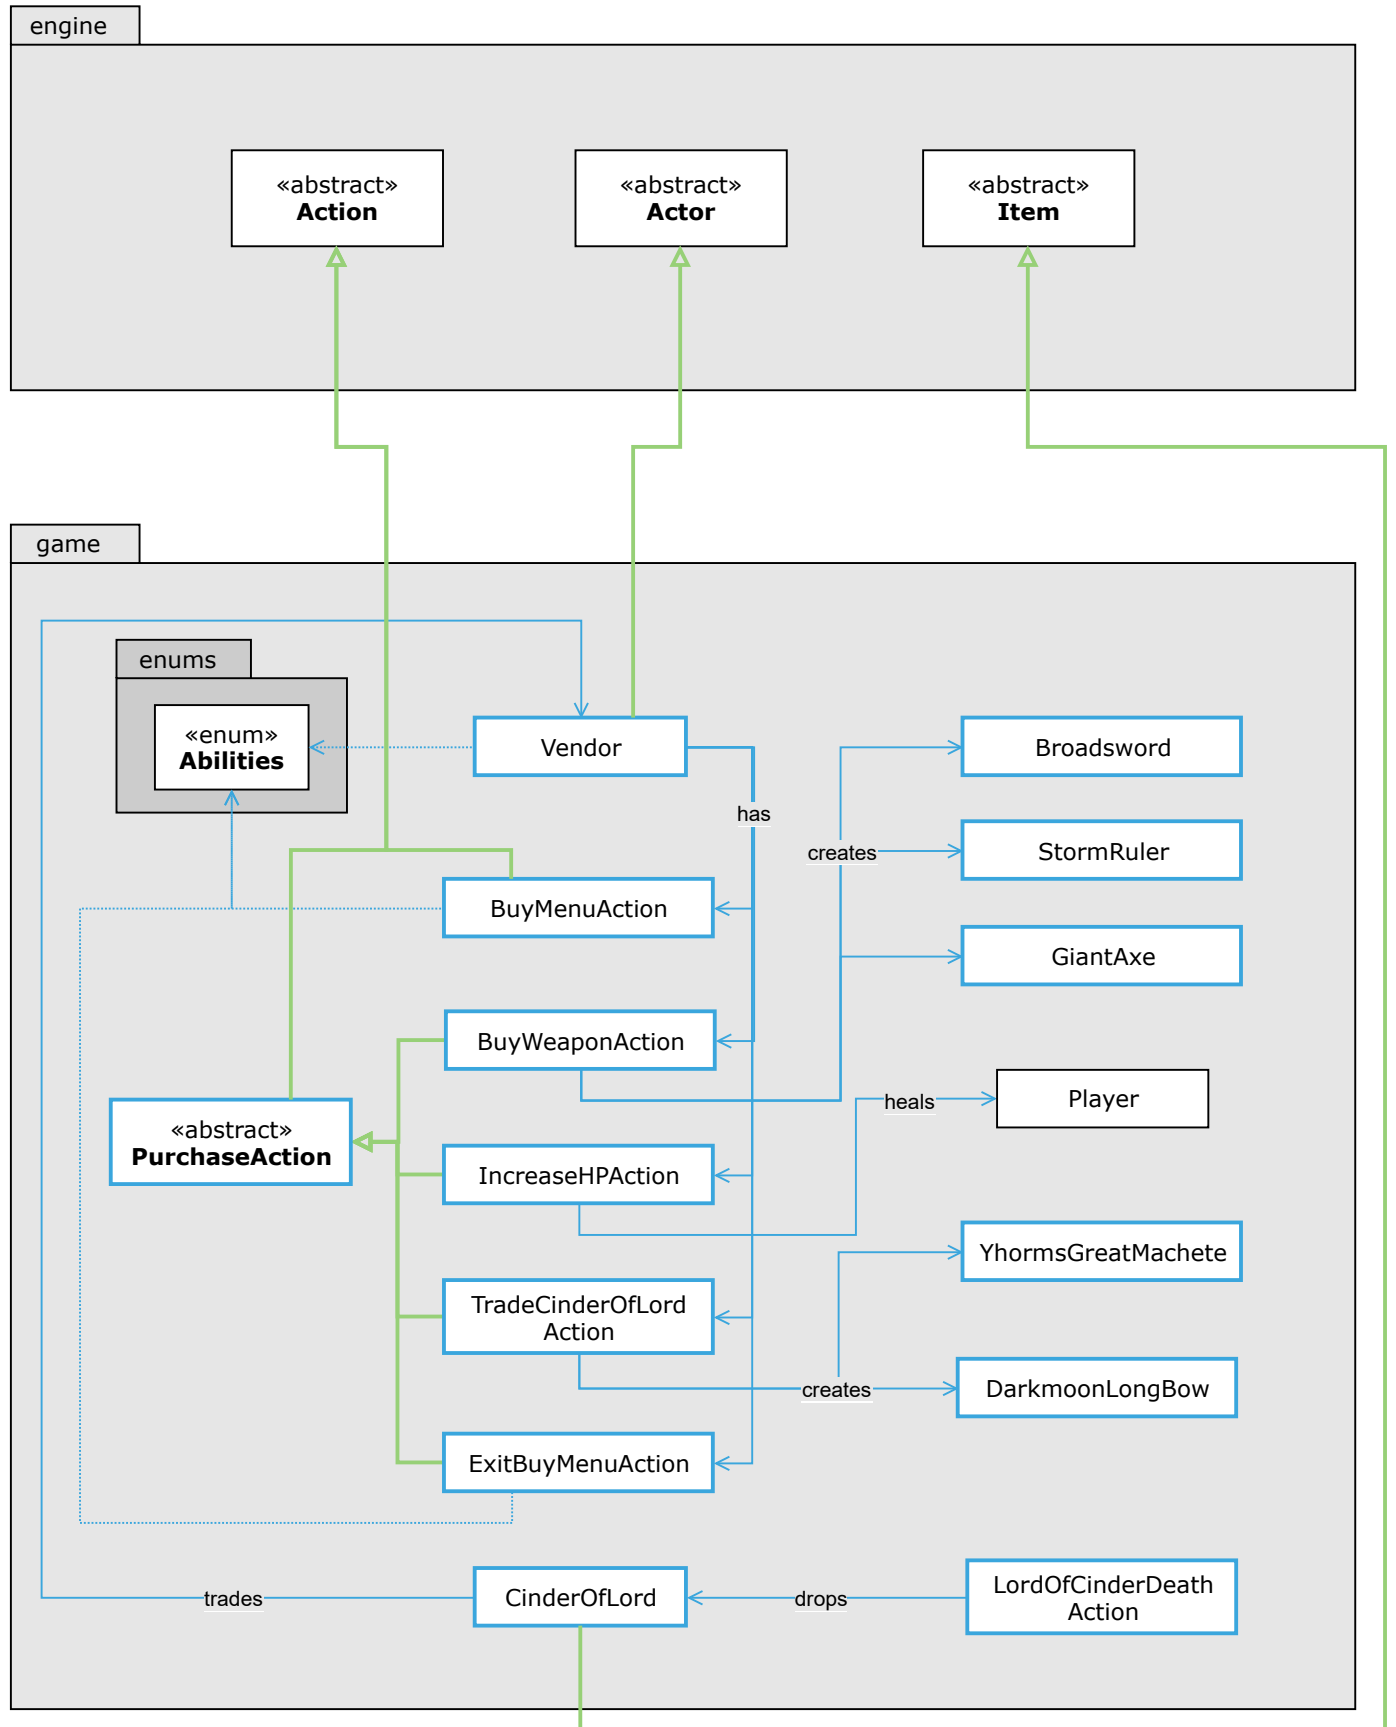 engine
«abstract»
Action
«abstract»
Actor
«abstract»
Item
game
enums
«enum»
Abilities
Vendor
Broadsword
has
creates
StormRuler
BuyMenuAction
GiantAxe
BuyWeaponAction
heals
Player
«abstract»
PurchaseAction
IncreaseHPAction
YhormsGreatMachete
TradeCinderOfLord
Action
creates
DarkmoonLongBow
ExitBuyMenuAction
trades
CinderOfLord
drops
LordOfCinderDeath
Action